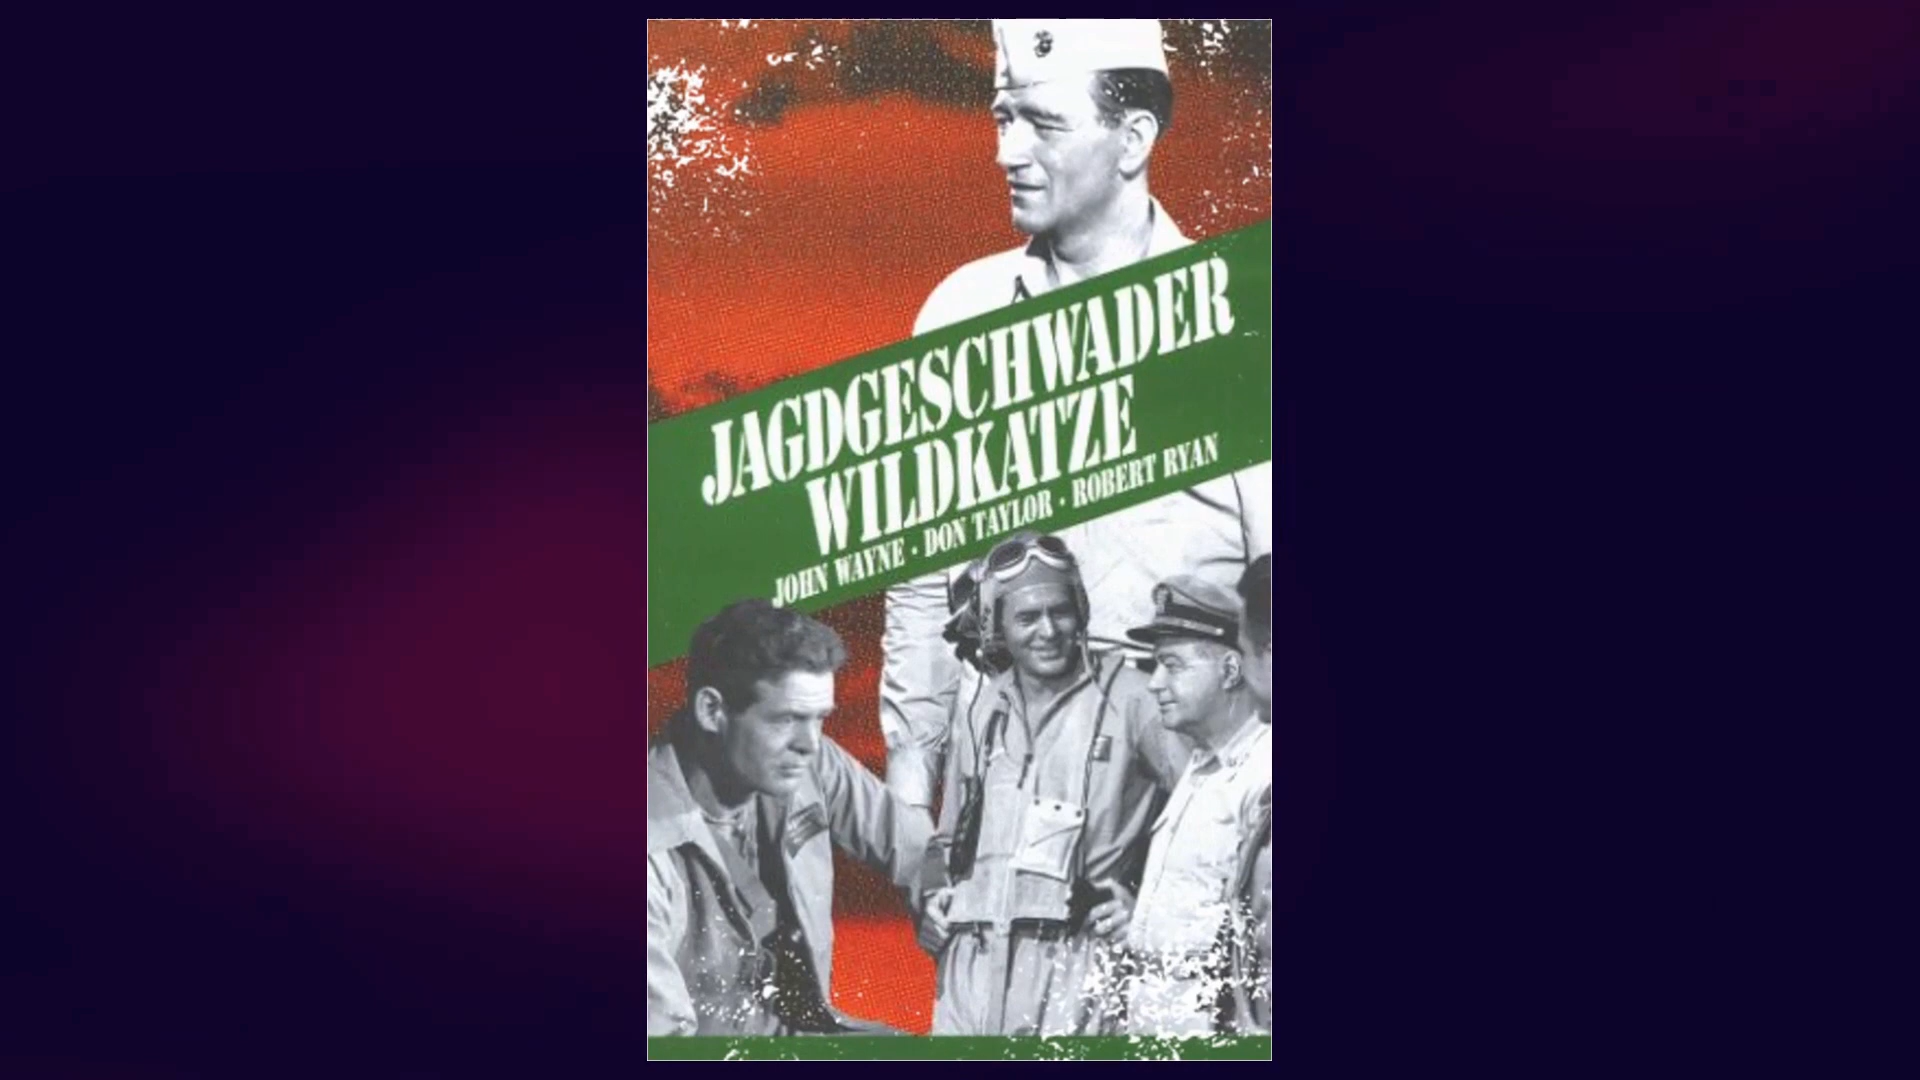 JAGDGESCHWADER
WILDKATZE
JOHN WAYNE · DON TAYLOR · ROBERT RYAN